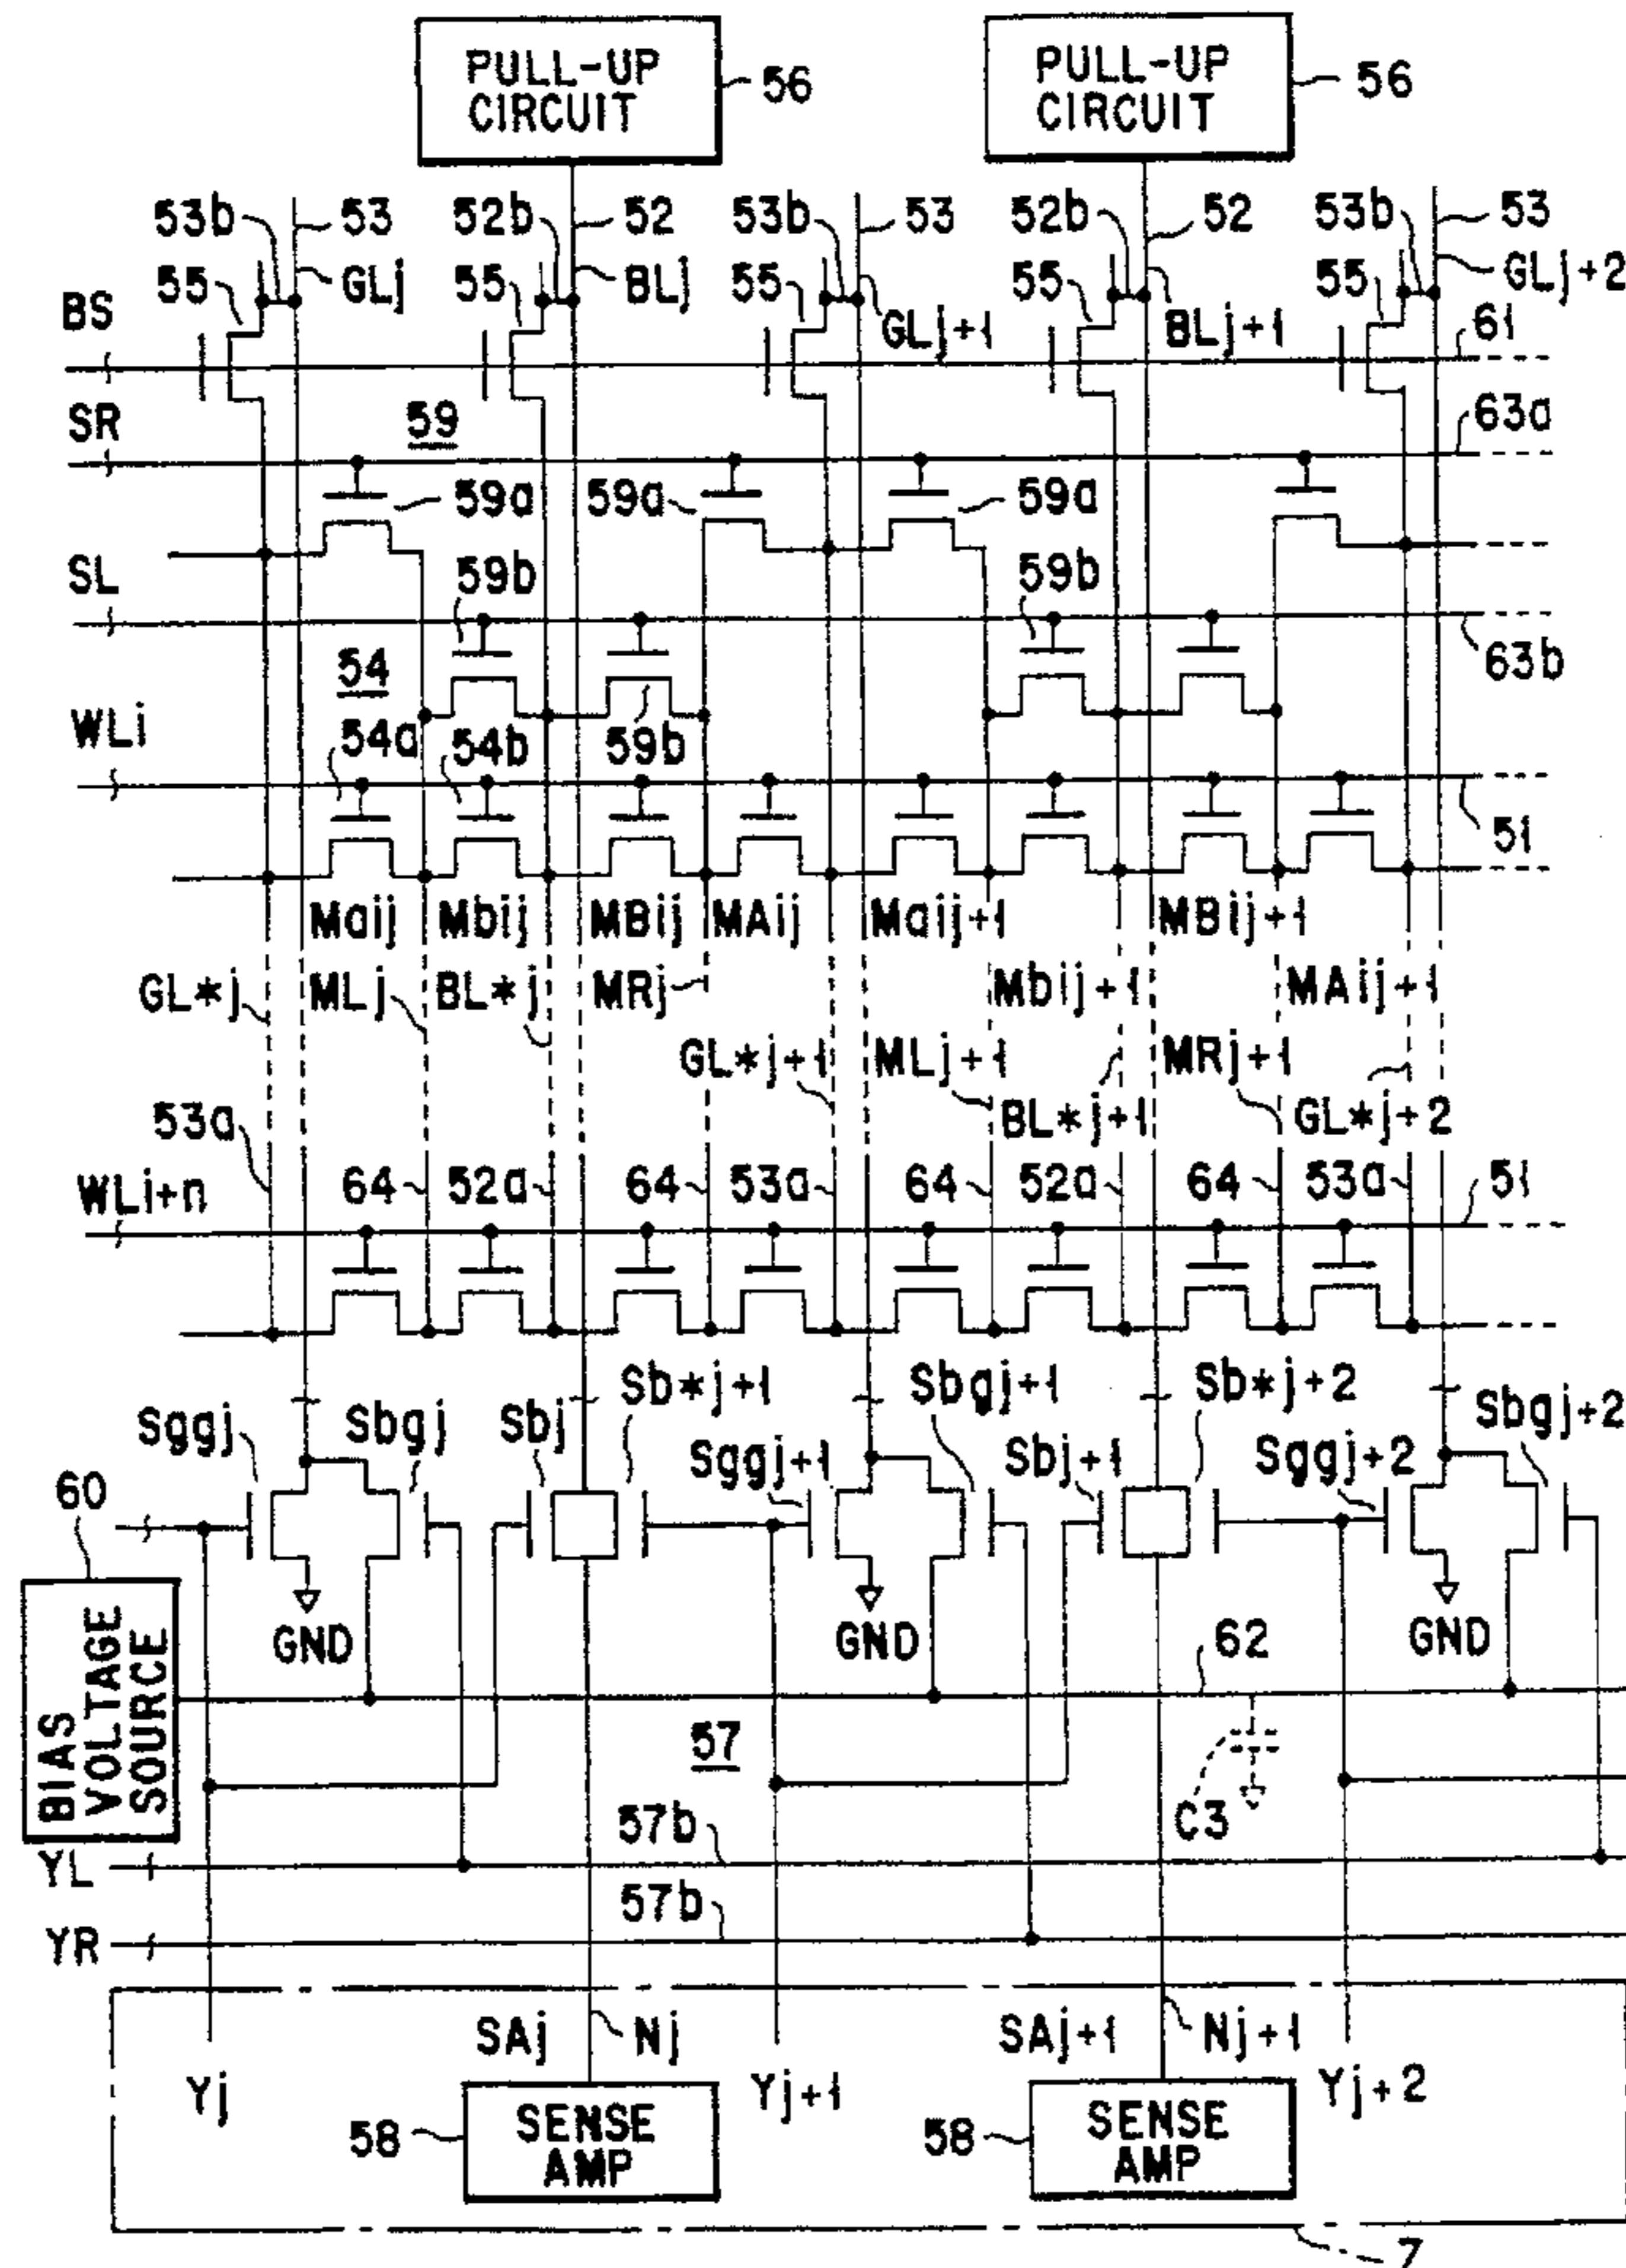 PULL-UP
CIRCUIT
56
PULL-UP
CIRCUIT
56
53b 53 52b 52 53b 53 52b 52 53b 53
55 GLj 55 BLj 55 GLj+1 55 BLj+1 55 GLj+2
BS 61
SR 59 63a
59a 59a 59a
SL 59b 59b 63b
54
WLi 54a 54b 59b
51
Maij Mbij MBij MAij Maij+1 MBij+1
GL*j MLj BL*j MRj Mbij+1 MAij+1
GL*j+1 MLj+1 MRj+1
53a BL*j+1 GL*j+2
WLi+n 64 52a 64 53a 64 52a 64 53a 51
Sb*j+1 Sbgj+1 Sb*j+2
Sggj Sbgj Sbj Sggj+1 Sbj+1 Sggj+2 Sbgj+2
60
GND GND GND
BIAS
VOLTAGE
SOURCE
62
57
C3
57b
YL
57b
YR
SAj Nj SAj+1 Nj+1
Yj Yj+1 Yj+2
58 SENSE
AMP
58 SENSE
AMP
7